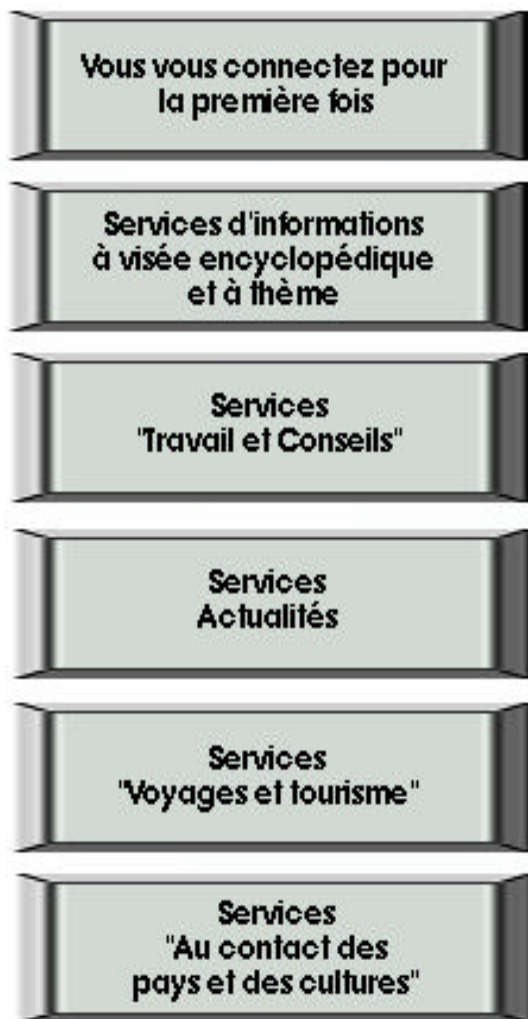 Vous vous connectez pour
la première fois
Services d'informations
à visée encyclopédique
et à thème
Services
"Travail et Conseils"
Services
Actualités
Services
"Voyages et tourisme"
Services
"Au contact des
pays et des cultures"